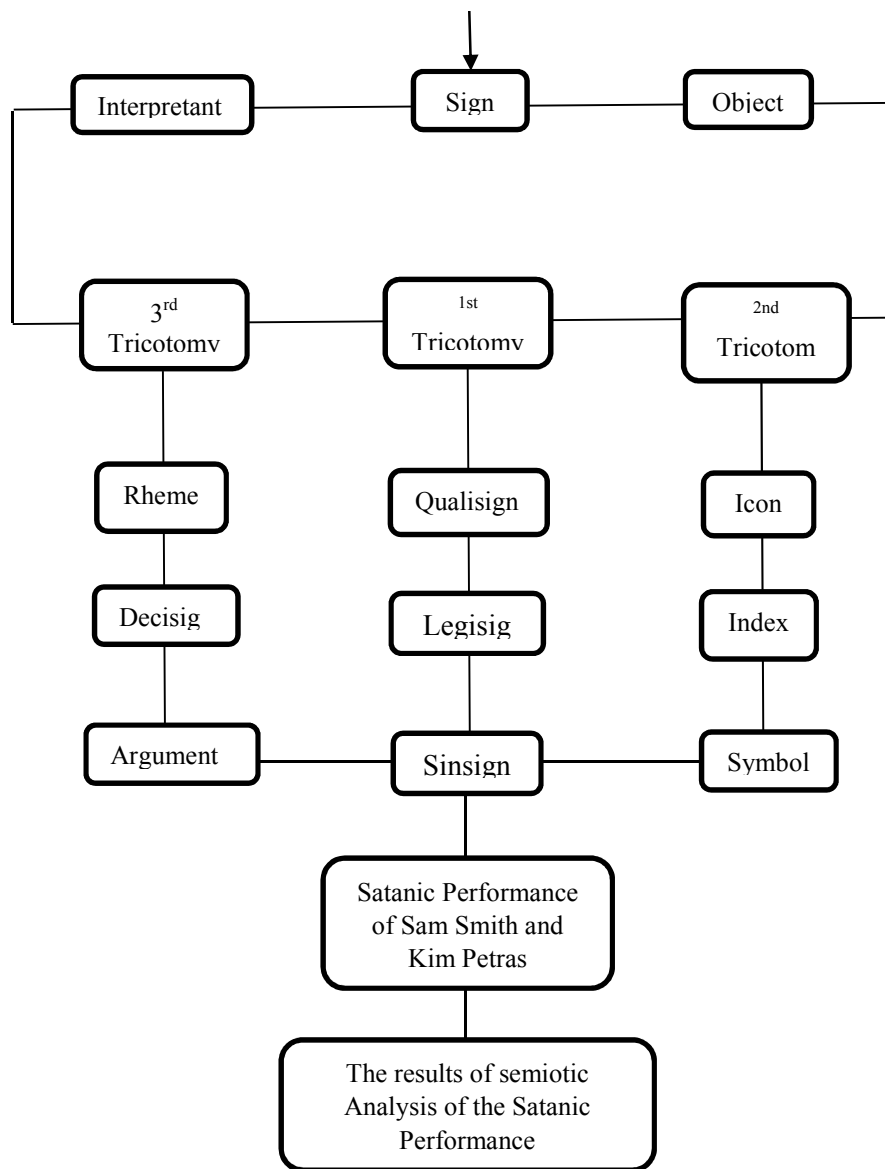 Interpretant
Sign
Object
3rd
Tricotomy
1st
Tricotomy
2nd
Tricotom
Rheme
Qualisign
Icon
Decisig
Legisig
Index
Argument
Sinsign
Symbol
Satanic Performance
of Sam Smith and
Kim Petras
The results of semiotic
Analysis of the Satanic
Performance